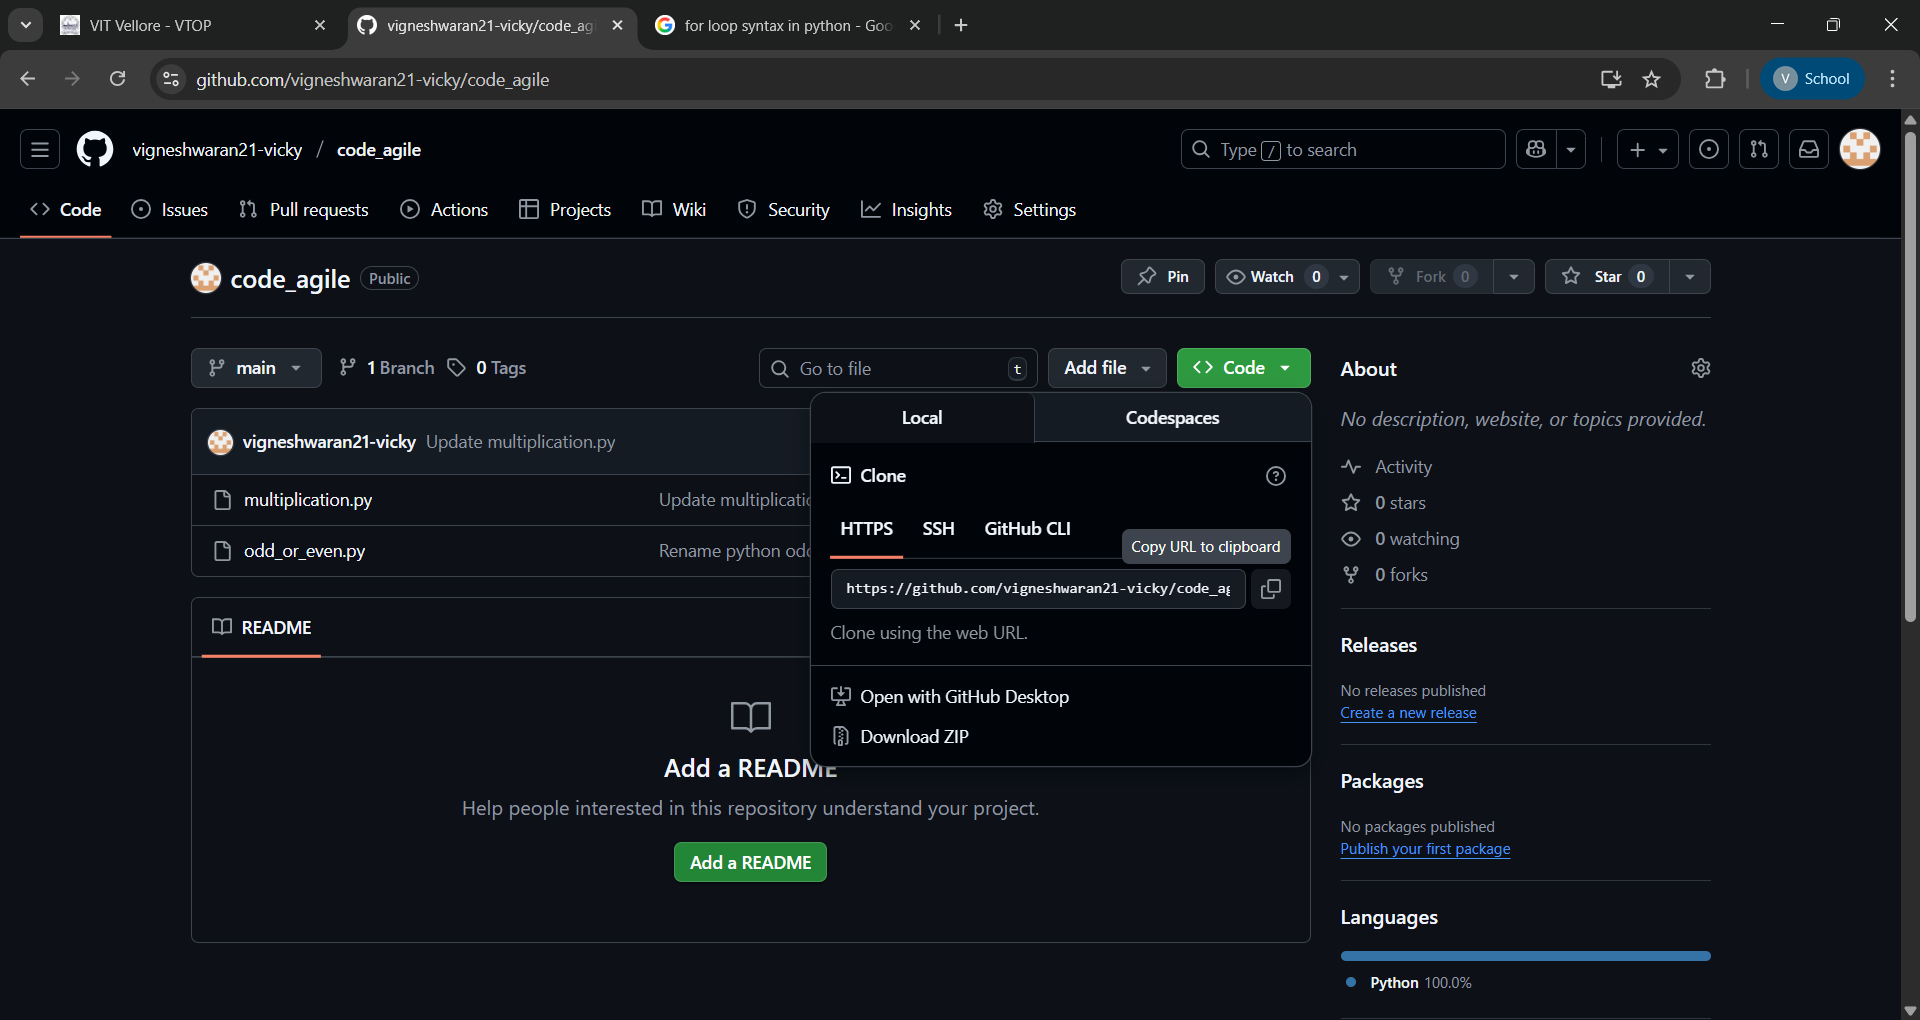 VIT Vellore - VTOP
vigneshwaran21-vicky/code_ag
for loop syntax in python - Goo
github.com/vigneshwaran21-vicky/code_agile
V School
vigneshwaran21-vicky / code_agile
Type / to search
Code Issues Pull requests Actions Projects Wiki Security Insights Settings
code_agile Public
Pin Watch 0 Fork 0 Star 0
main 1 Branch 0 Tags
Go to file t Add file Code
Local Codespaces
vigneshwaran21-vicky Update multiplication.py
multiplication.py Update multiplicatio
odd_or_even.py Rename python odd
Clone
HTTPS SSH GitHub CLI
Copy URL to clipboard
https://github.com/vigneshwaran21-vicky/code_ag
Clone using the web URL.
Open with GitHub Desktop
Download ZIP
README
Add a README
Help people interested in this repository understand your project.
Add a README
About
No description, website, or topics provided.
Activity
0 stars
0 watching
0 forks
Releases
No releases published
Create a new release
Packages
No packages published
Publish your first package
Languages
Python 100.0%